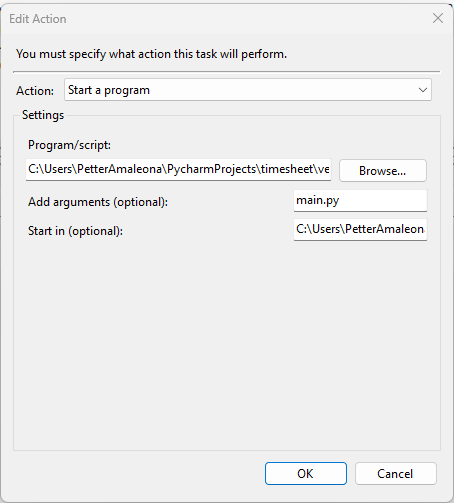 Edit Action
You must specify what action this task will perform.
Action: Start a program
Settings
Program/script:
C:\Users\PetterAmaleona\PycharmProjects\timesheet\ve Browse...
Add arguments (optional): main.py
Start in (optional): C:\Users\PetterAmaleona
OK Cancel